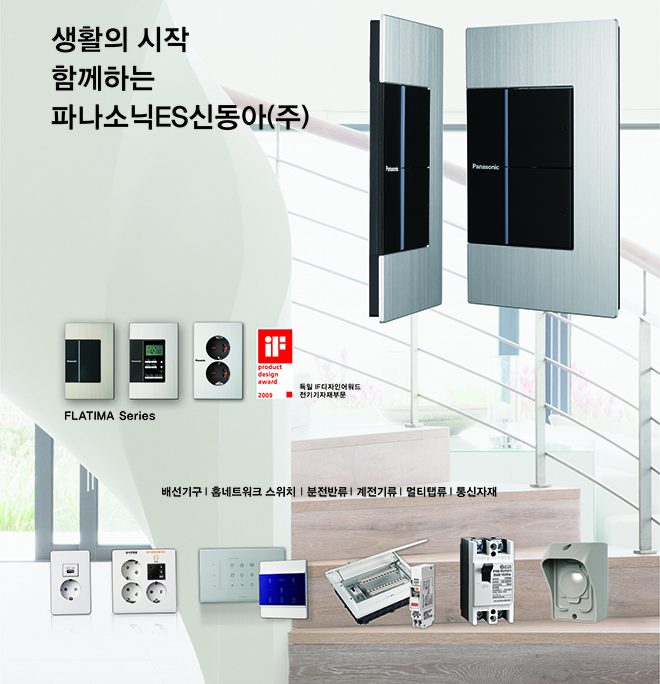 생활의 시작
함께하는
파나소닉ES신동아(주)
Panasonic
Panasonic
Panasonic
iF
product
design
award
2009
독일 iF디자인어워드
전기기자재부문
FLATIMA Series
배선기구 | 홈네트워크 스위치 | 분전반류 | 계전기류 | 멀티탭류 | 통신자재